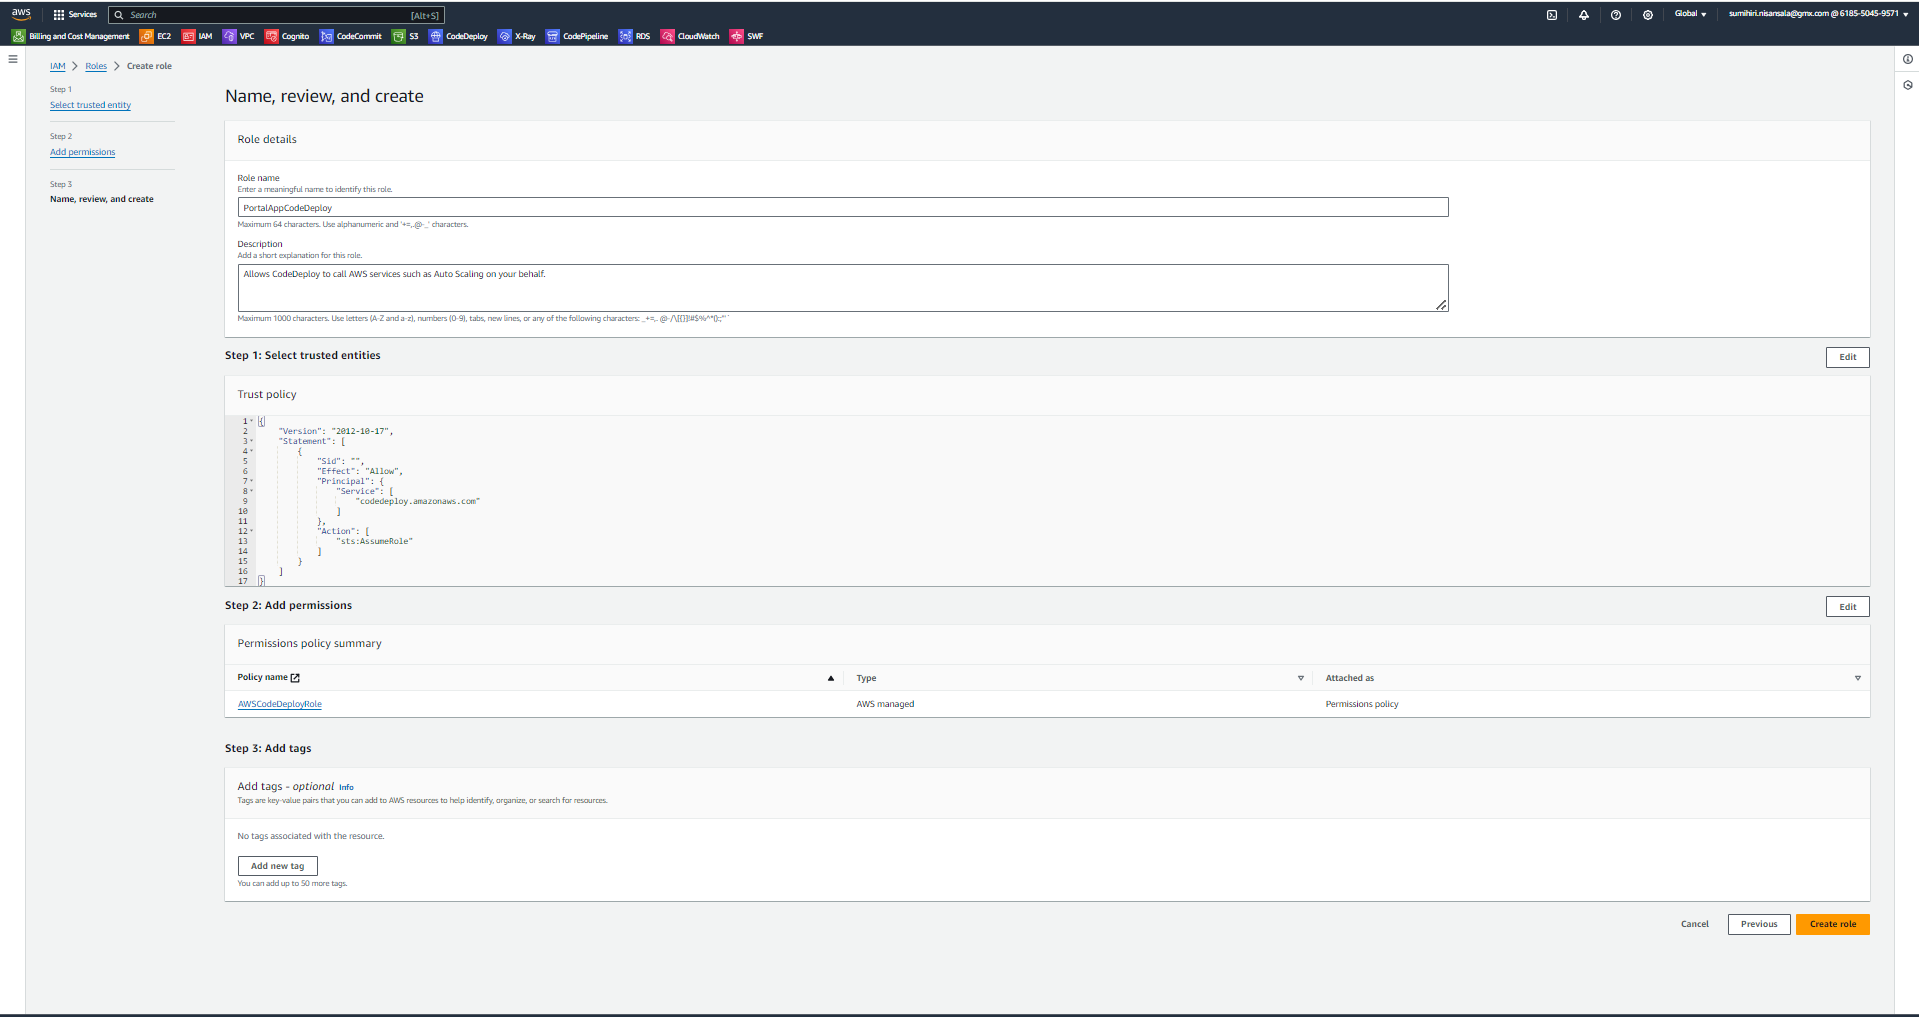 aws Services Search [Alt+S] Global sumihiri.nisansala@gmx.com @ 6185-5045-9571
Billing and Cost Management EC2 IAM VPC Cognito CodeCommit S3 CodeDeploy X-Ray CodePipeline RDS CloudWatch SWF
IAM Roles Create role
Step 1
Select trusted entity
Step 2
Add permissions
Step 3
Name, review, and create
Name, review, and create
Role details
Role name
Enter a meaningful name to identify this role.
PortalAppCodeDeploy
Maximum 64 characters. Use alphanumeric and '+=,.@-_' characters.
Description
Add a short explanation for this role.
Allows CodeDeploy to call AWS services such as Auto Scaling on your behalf.
Maximum 1000 characters. Use letters (A-Z and a-z), numbers (0-9), tabs, new lines, or any of the following characters:
Step 1: Select trusted entities Edit
Trust policy
1 {
2 "Version": "2012-10-17",
3 "Statement": [
4 {
5 "Sid": "",
6 "Effect": "Allow",
7 "Principal": {
8 "Service": [
9 "codedeploy.amazonaws.com"
10 ]
11 },
12 "Action": [
13 "sts:AssumeRole"
14 ]
15 }
16 ]
17 }
Step 2: Add permissions Edit
Permissions policy summary
Policy name Type Attached as
AWSCodeDeployRole AWS managed Permissions policy
Step 3: Add tags
Add tags - optional Info
Tags are key-value pairs that you can add to AWS resources to help identify, organize, or search for resources.
No tags associated with the resource.
Add new tag
You can add up to 50 more tags.
Cancel Previous Create role